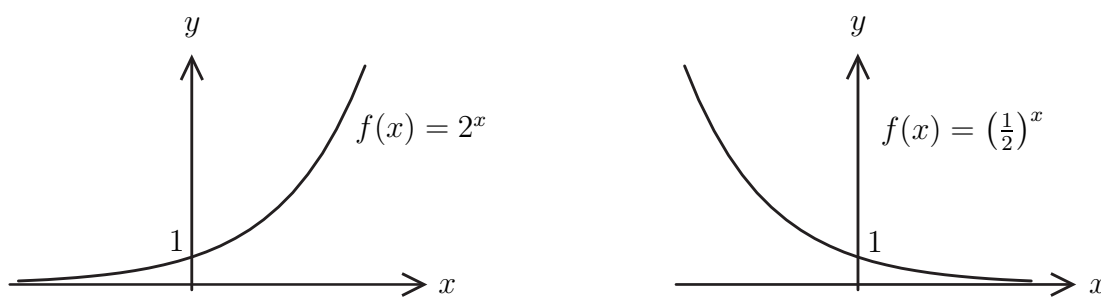 y
f(x) = 2^x
1
x
y
f(x) = (1/2)^x
1
x